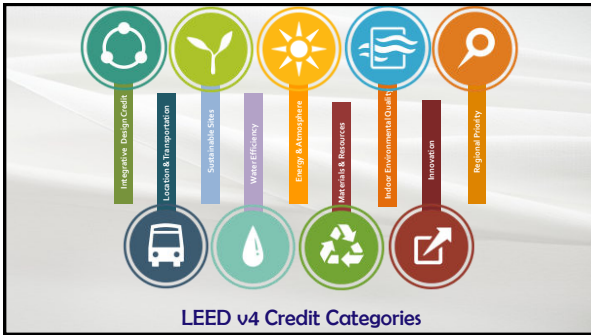 Integrative Design Credit
Location & Transportation
Sustainable Sites
Water Efficiency
Energy & Atmosphere
Materials & Resources
Indoor Environmental Quality
Innovation
Regional Priority
LEED v4 Credit Categories